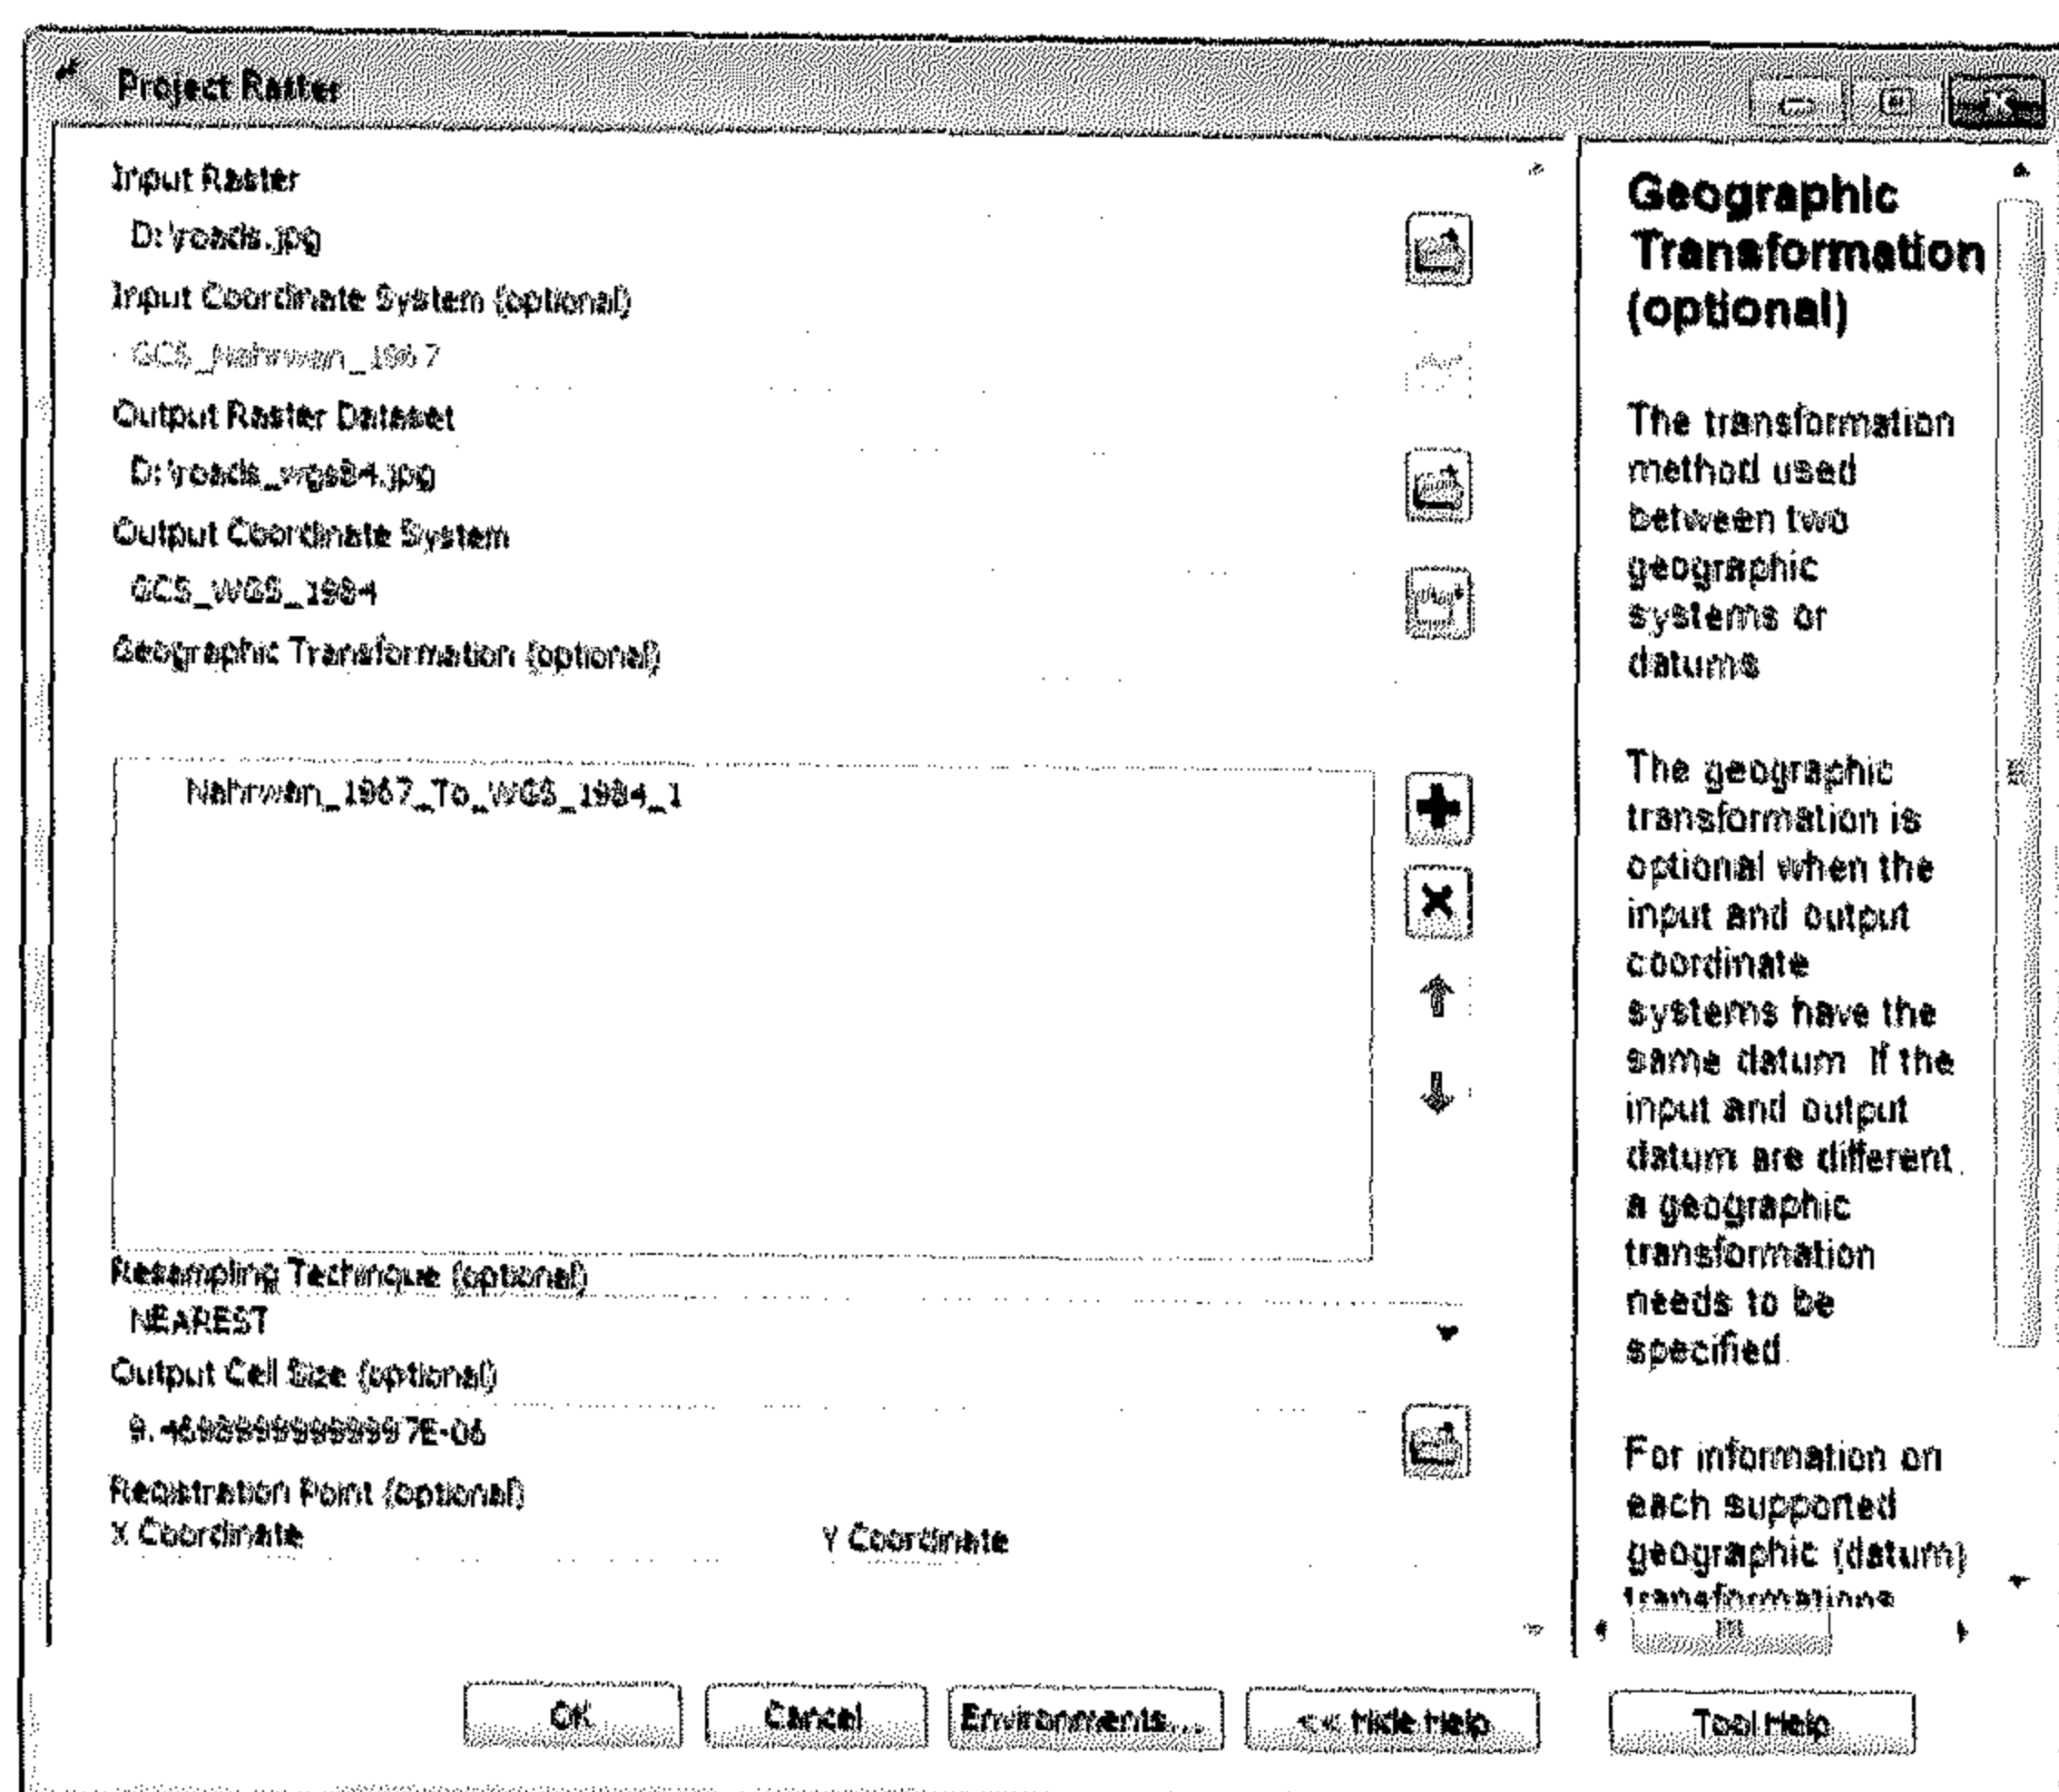 Project Raster
Input Raster
D:\roads.jpg
Input Coordinate System (optional)
GCS_Nahrwan_1967
Output Raster Dataset
D:\roads_wgs84.jpg
Output Coordinate System
GCS_WGS_1984
Geographic Transformation (optional)
Nahrwan_1967_To_WGS_1984_1
Resampling Technique (optional)
NEAREST
Output Cell Size (optional)
Registration Point (optional)
X Coordinate
Y Coordinate
OK
Cancel
Environments...
<< Hide Help
Geographic
Transformation
(optional)
The transformation
method used
between two
geographic
systems or
datums
The geographic
transformation is
optional when the
input and output
coordinate
systems have the
same datum. If the
input and output
datum are different,
a geographic
transformation
needs to be
specified.
For information on
each supported
geographic (datum)
transformations
Tool Help